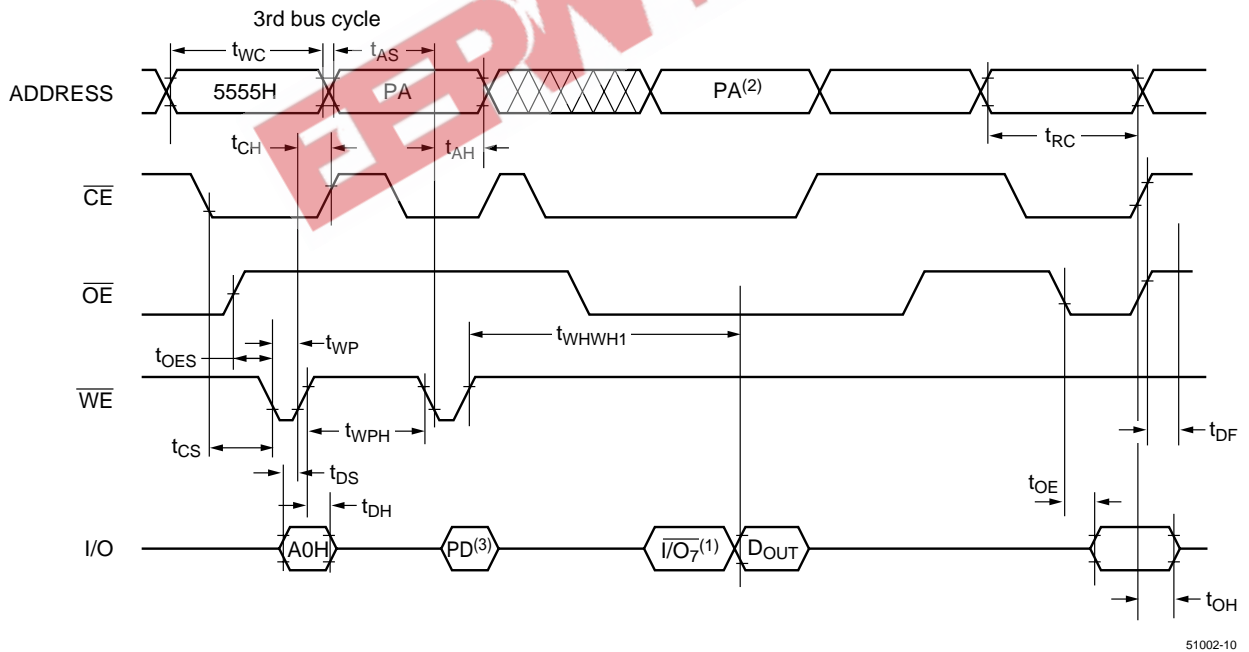 3rd bus cycle
tWC
tAS
ADDRESS
5555H
PA
PA(2)
tCH
tAH
tRC
CE
OE
tWHWH1
tWP
tOES
WE
tWPH
tCS
tDF
tDS
tOE
tDH
I/O
A0H
PD(3)
I/O7(1)
DOUT
tOH
51002-10